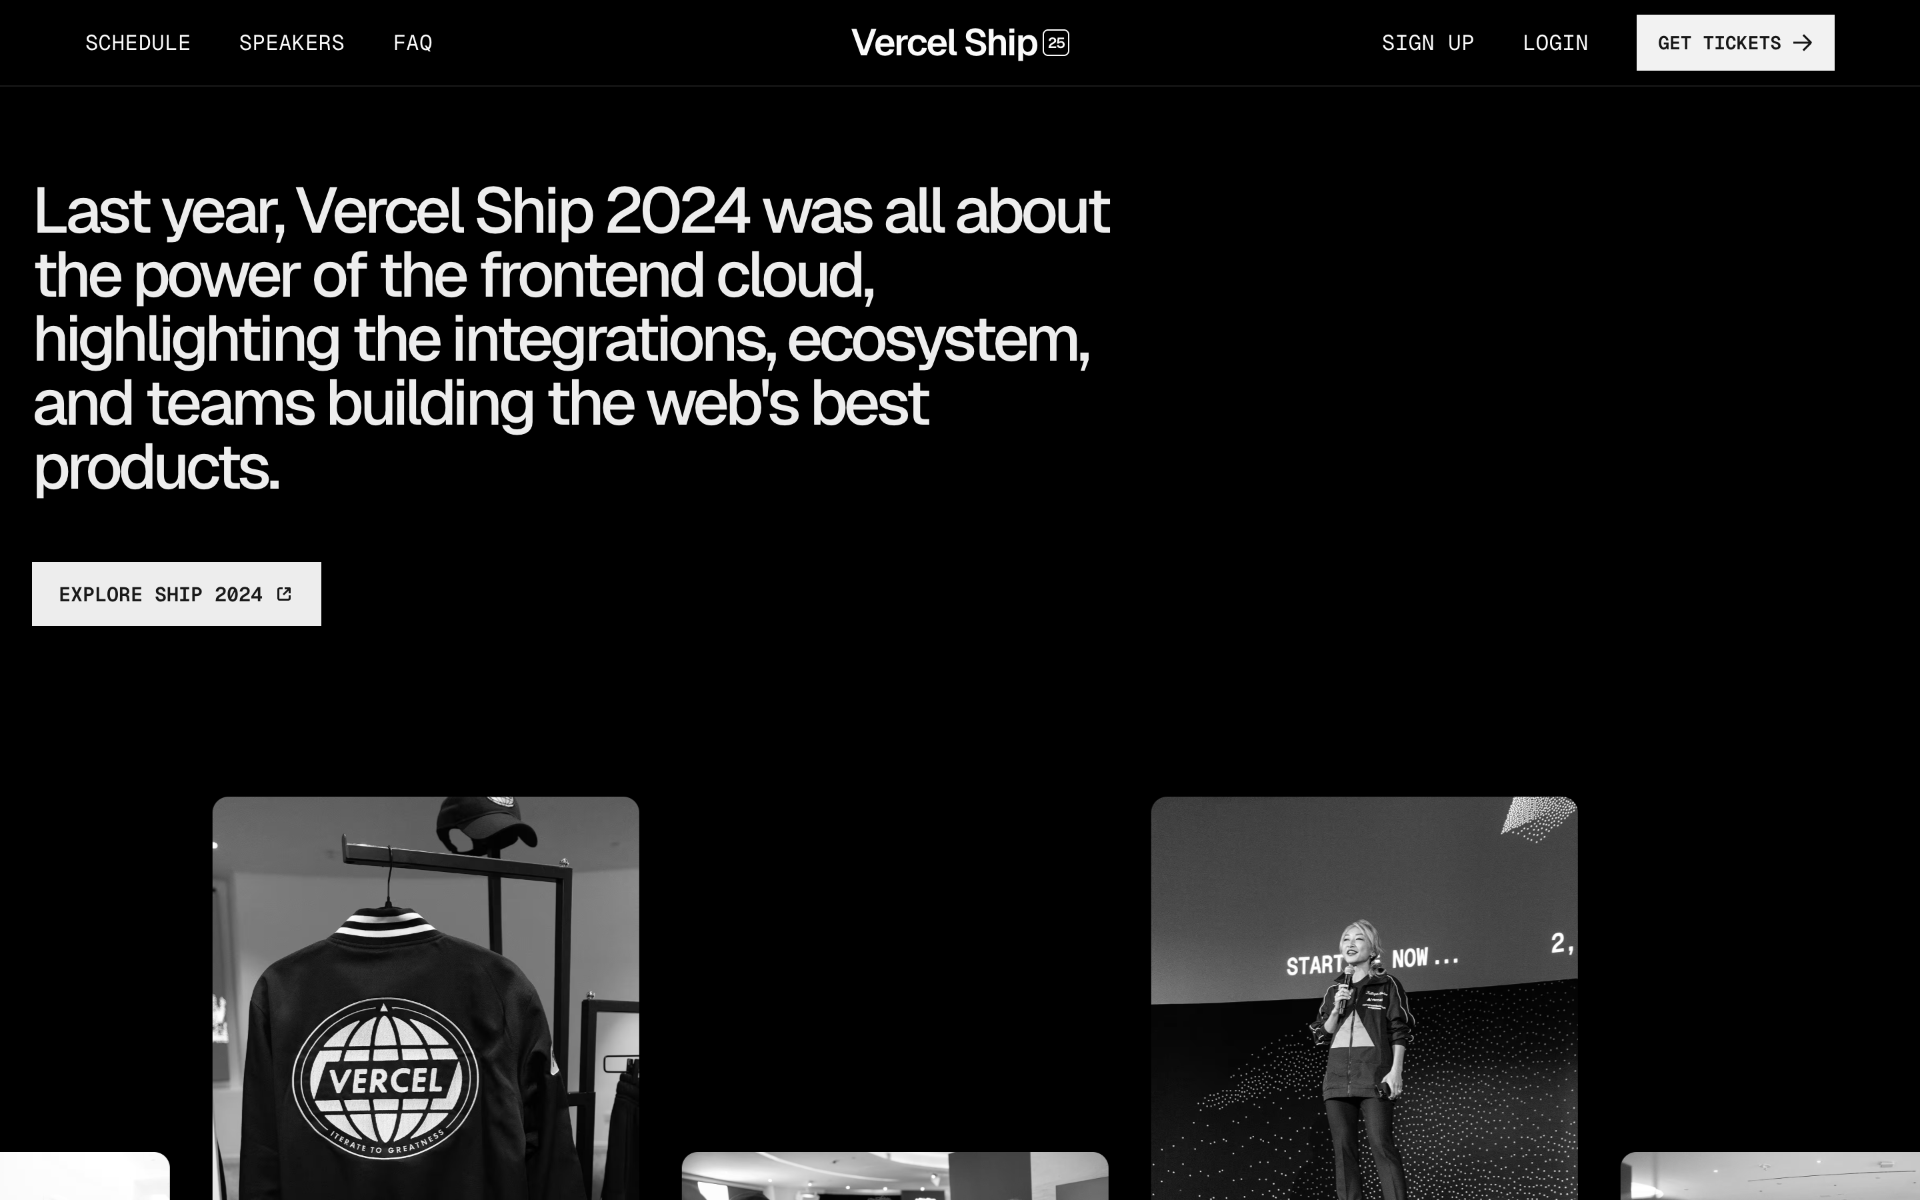 SCHEDULE SPEAKERS FAQ
Vercel Ship 25
SIGN UP LOGIN GET TICKETS
Last year, Vercel Ship 2024 was all about
the power of the frontend cloud,
highlighting the integrations, ecosystem,
and teams building the web's best
products.
EXPLORE SHIP 2024
VERCEL
ITERATE TO GREATNESS
START NOW...
2,